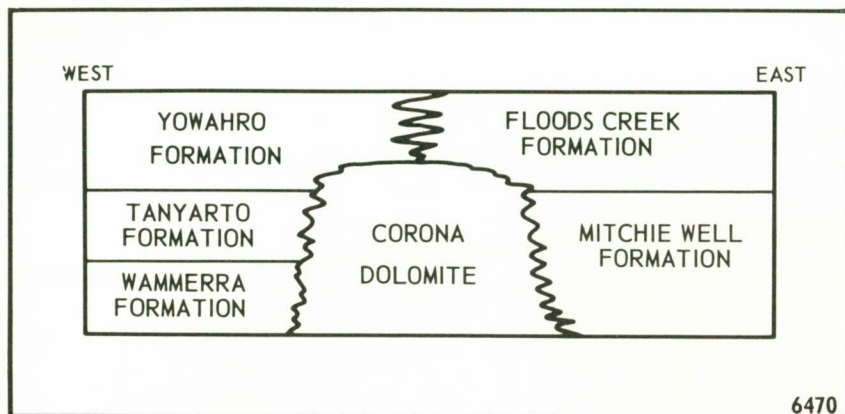 WEST
EAST
YOWAHRO
FORMATION
FLOODS CREEK
FORMATION
TANYARTO
FORMATION
CORONA
DOLOMITE
MITCHIE WELL
FORMATION
WAMMERRA
FORMATION
6470